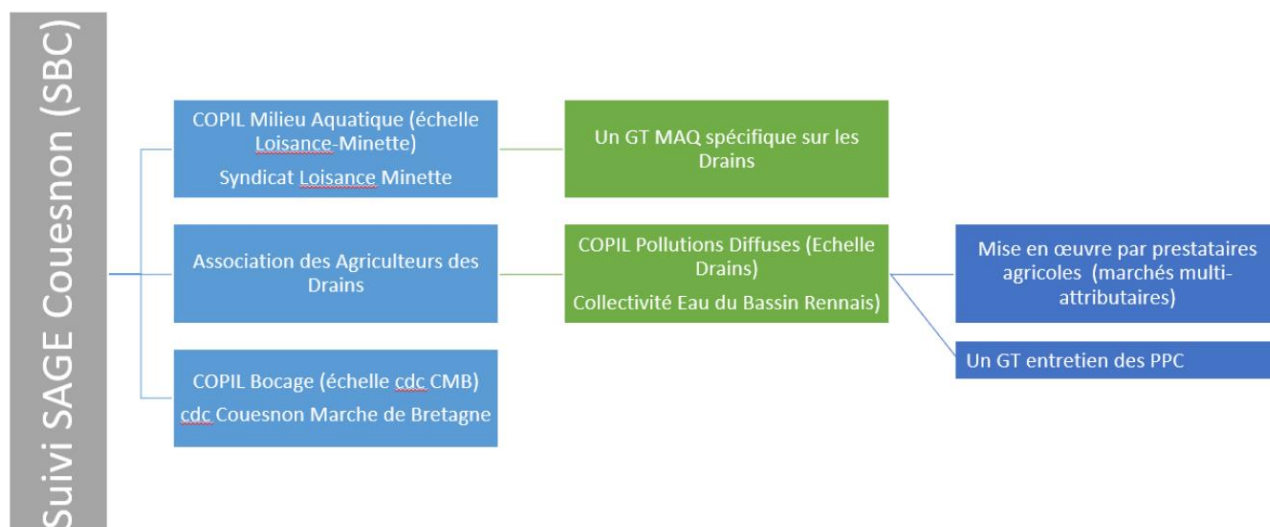 Suivi SAGE Couesnon (SBC)
COPIL Milieu Aquatique (échelle
Loisance-Minette)
Syndicat Loisance Minette
Un GT MAQ spécifique sur les
Drains
Association des Agriculteurs des
Drains
COPIL Pollutions Diffuses (Echelle
Drains)
Collectivité Eau du Bassin Rennais)
Mise en œuvre par prestataires
agricoles (marchés multi-
attributaires)
Un GT entretien des PPC
COPIL Bocage (échelle cdc CMB)
cdc Couesnon Marche de Bretagne